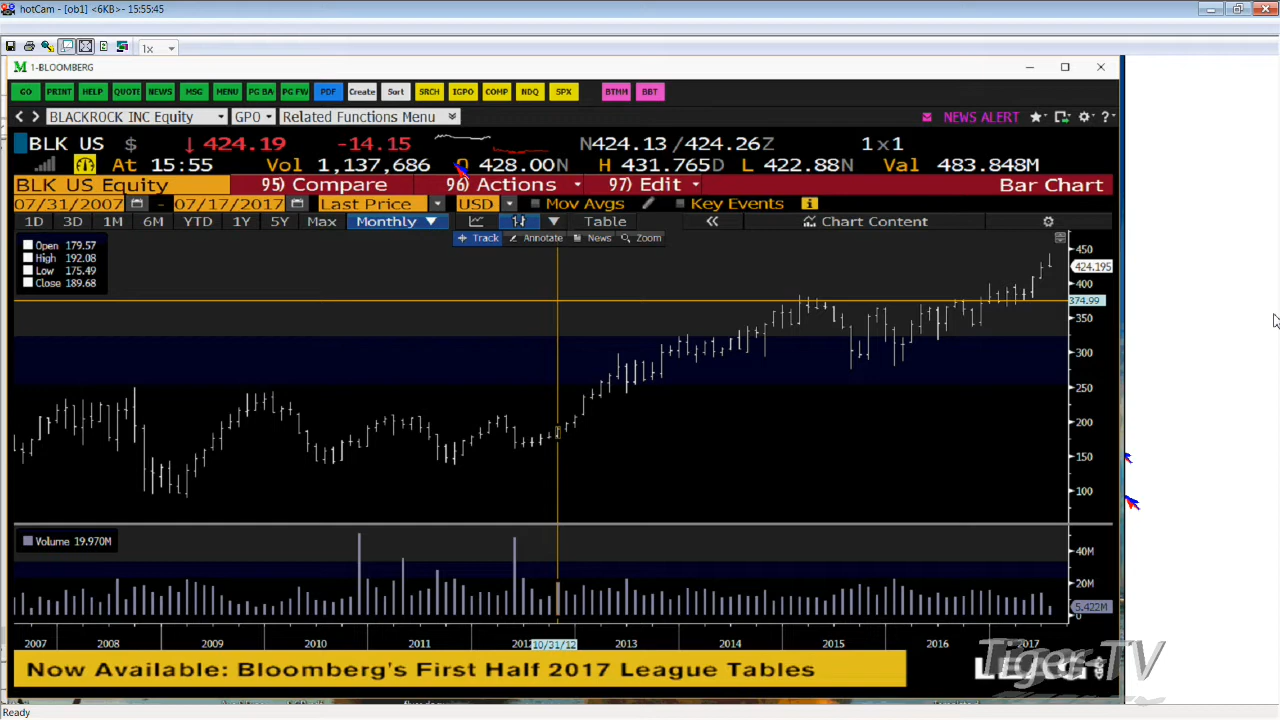 hotCam - [ob1] <6KB>- 15:55:45
1x
1-BLOOMBERG
GO PRINT HELP QUOTE NEWS MSG MENU PG BA PG FW PDF Create Sort SRCH IGPO COMP NDQ SPX BTMM BBT
BLACKROCK INC Equity GPO Related Functions Menu NEWS ALERT ?
BLK US $ ↓ 424.19 -14.15 N424.13 /424.26Z 1x1
At 15:55 Vol 1,137,686 O 428.00N H 431.765D L 422.88N Val 483.848M
BLK US Equity 95) Compare 96) Actions 97) Edit Bar Chart
07/31/2007 - 07/17/2017 Last Price USD Mov Avgs Key Events
1D 3D 1M 6M YTD 1Y 5Y Max Monthly ▼ Table « Chart Content
Track Annotate News Zoom
Open 179.57
High 192.08
Low 175.49
Close 189.68
450
424.195
400
374.99
350
300
250
200
150
100
Volume 19.970M
40M
20M
5.422M
0
2007 2008 2009 2010 2011 2012 10/31/12 2013 2014 2015 2016 2017
Now Available: Bloomberg's First Half 2017 League Tables
Tiger-TV
Ready